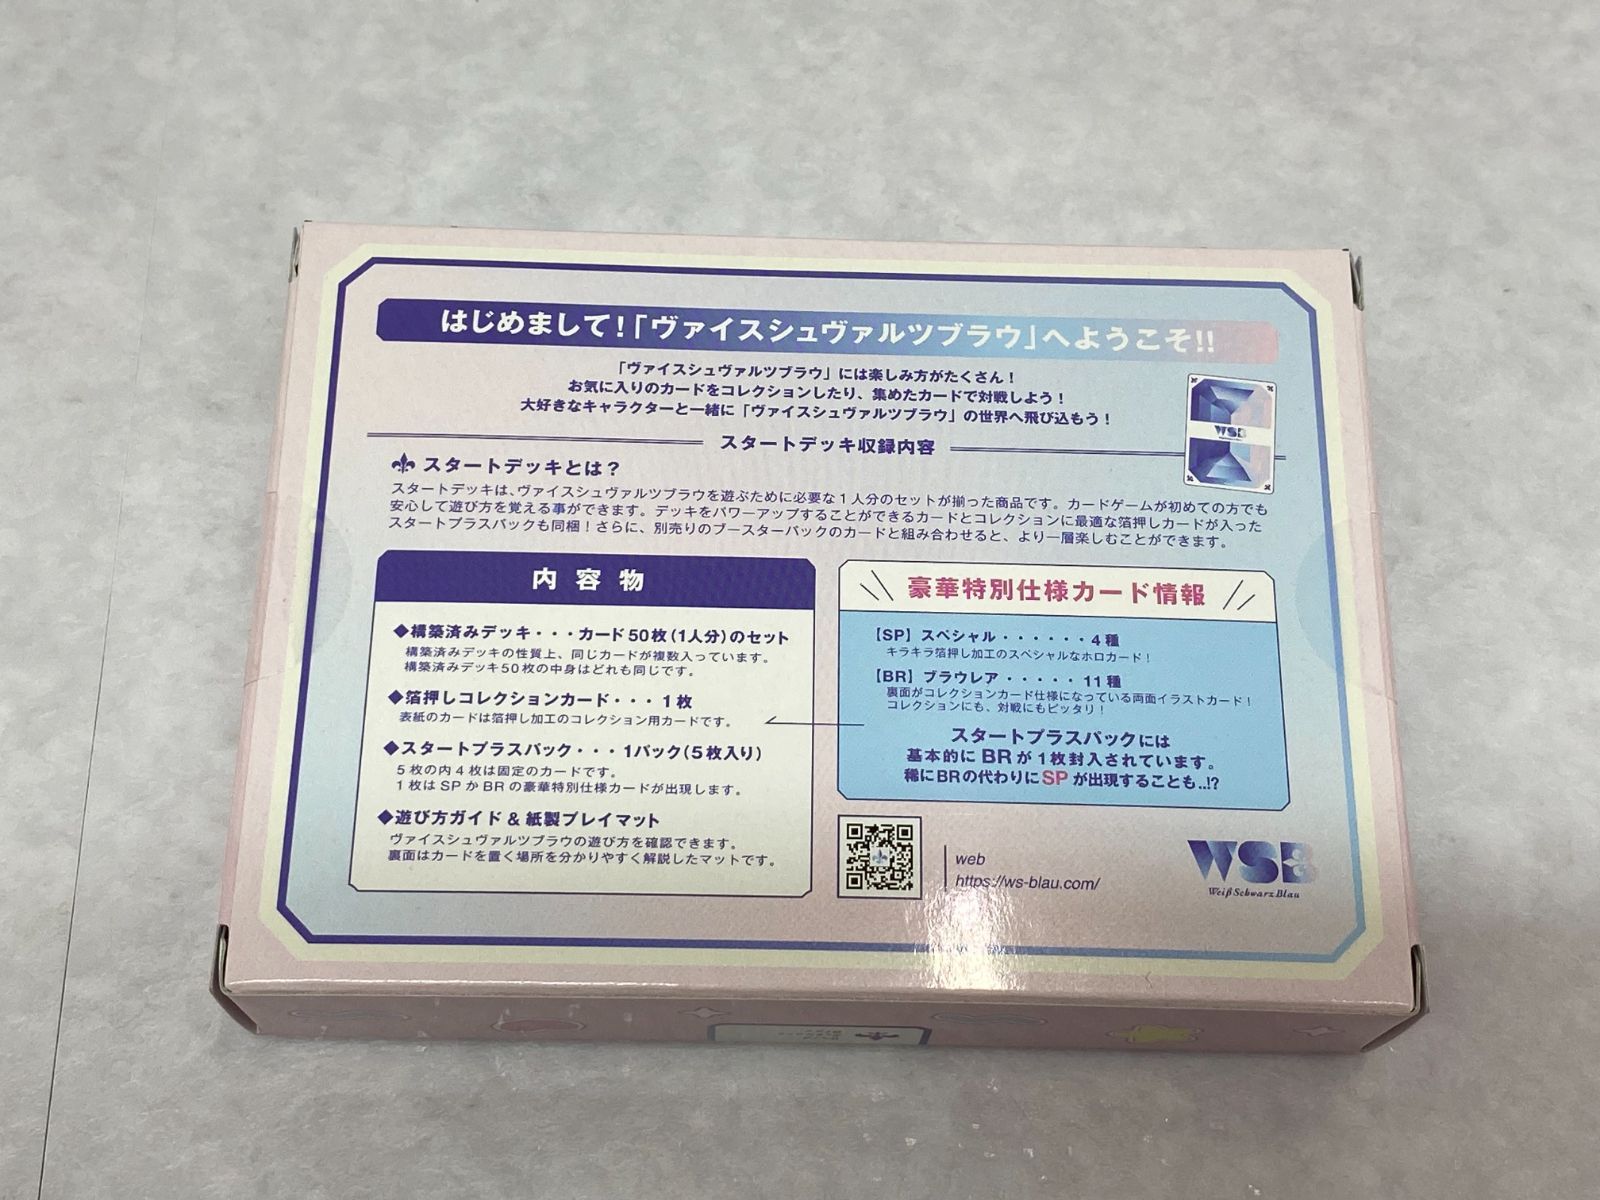 はじめまして!「ヴァイスシュヴァルツブラウ」へようこそ!!
「ヴァイスシュヴァルツブラウ」には楽しみ方がたくさん!
お気に入りのカードをコレクションしたり、集めたカードで対戦しよう!
大好きなキャラクターと一緒に「ヴァイスシュヴァルツブラウ」の世界へ飛び込もう!
WSB
スタートデッキ収録内容
スタートデッキとは?
スタートデッキは、ヴァイスシュヴァルツブラウを遊ぶために必要な1人分のセットが揃った商品です。カードゲームが初めての方でも
安心して遊び方を覚える事ができます。デッキをパワーアップすることができるカードとコレクションに最適な箔押しカードが入った
スタートプラスパックも同梱!さらに、別売りのブースターパックのカードと組み合わせると、より一層楽しむことができます。
内容物
◆構築済みデッキ・・・カード50枚(1人分)のセット
構築済みデッキの性質上、同じカードが複数入っています。
構築済みデッキ50枚の中身はどれも同じです。
◆箔押しコレクションカード・・・1枚
表紙のカードは箔押し加工のコレクション用カードです。
◆スタートプラスパック・・・1パック(5枚入り)
5枚の内4枚は固定のカードです。
1枚はSPかBRの豪華特別仕様カードが出現します。
◆遊び方ガイド&紙製プレイマット
ヴァイスシュヴァルツブラウの遊び方を確認できます。
裏面はカードを置く場所を分かりやすく解説したマットです。
豪華特別仕様カード情報
【SP】スペシャル・・・・・・4種
キラキラ箔押し加工のスペシャルなホロカード!
【BR】ブラウレア・・・・・11種
裏面がコレクションカード仕様になっている両面イラストカード!
コレクションにも、対戦にもピッタリ!
スタートプラスパックには
基本的にBRが1枚封入されています。
稀にBRの代わりにSPが出現することも..!?
web
https://ws-blau.com/
WSB
Weiß Schwarz Blau